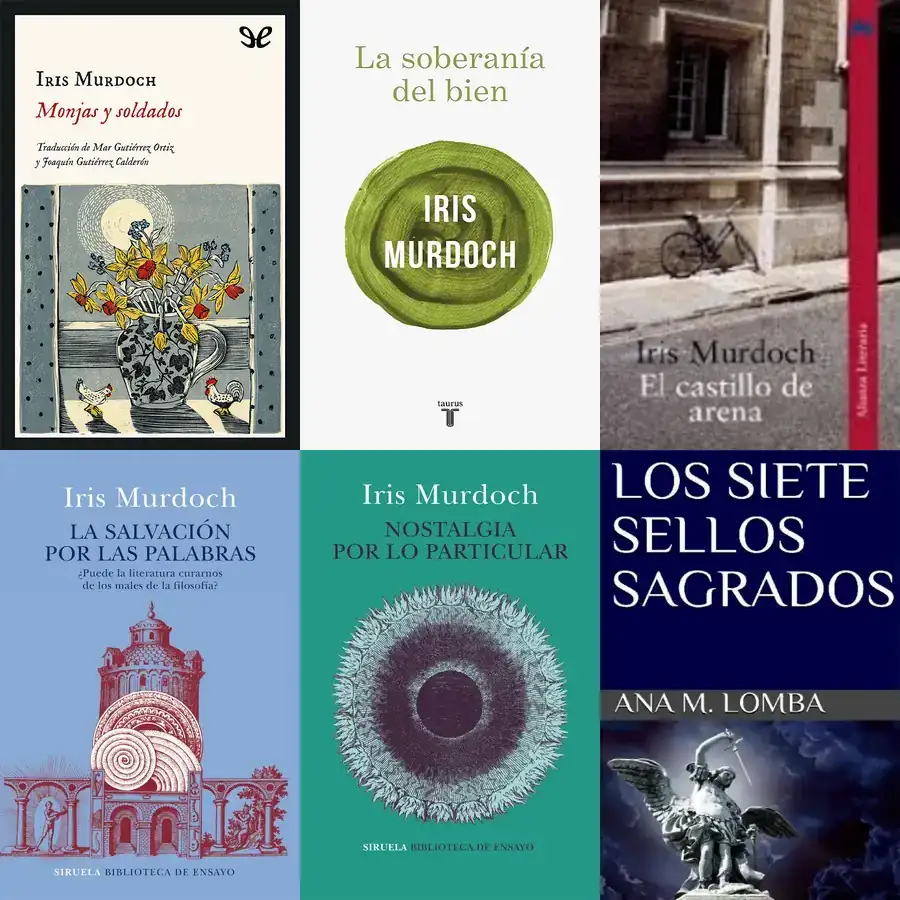 Iris Murdoch
Monjas y soldados
Traducción de Mar Gutiérrez Ortiz
y Joaquín Gutiérrez Calderón
La soberanía
del bien
IRIS
MURDOCH
taurus
Iris Murdoch
El castillo de
arena
Alianza Literaria
Iris Murdoch
LA SALVACIÓN
POR LAS PALABRAS
¿Puede la literatura curarnos
de los males de la filosofía?
SIRUELA BIBLIOTECA DE ENSAYO
Iris Murdoch
NOSTALGIA
POR LO PARTICULAR
SIRUELA BIBLIOTECA DE ENSAYO
LOS SIETE
SELLOS
SAGRADOS
ANA M. LOMBA